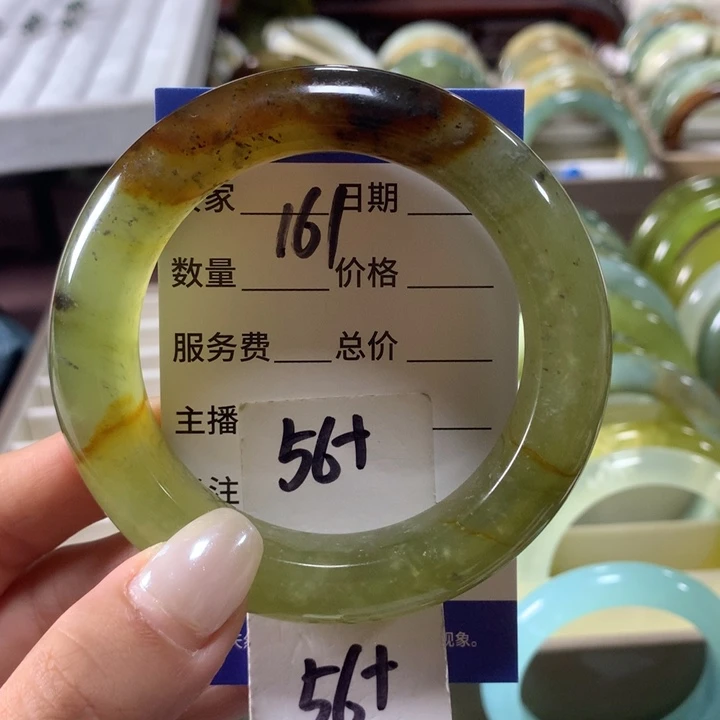 家 161 日期
数量 价格
服务费 总价
主播
56+
注
现象。
56+